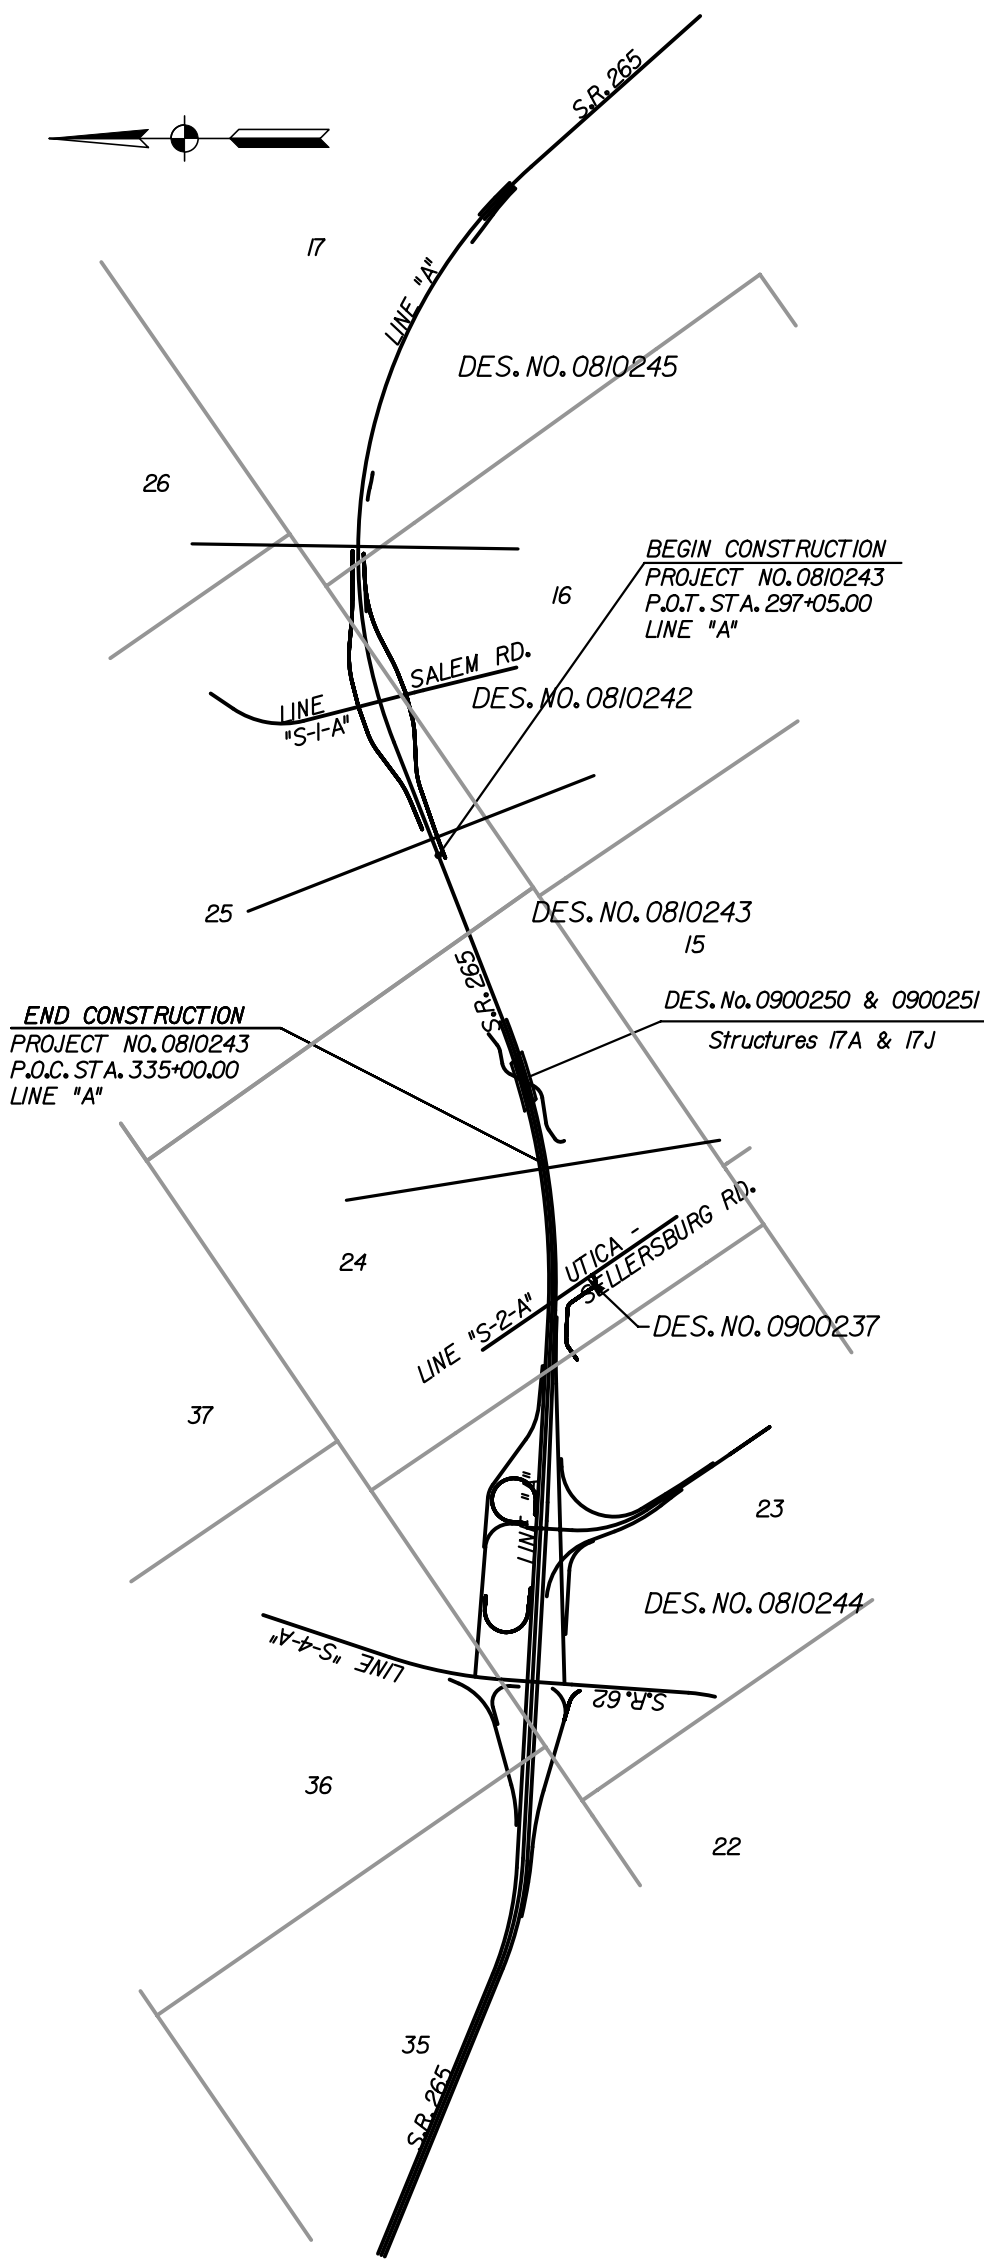 S.R. 265
17
LINE "A"
DES. NO. 0810245
26
BEGIN CONSTRUCTION
PROJECT NO. 0810243
P.O.T. STA. 297+05.00
LINE "A"
16
SALEM RD.
DES. NO. 0810242
LINE
"S-1-A"
25
DES. NO. 0810243
15
S.R. 265
DES. No. 0900250 & 0900251
Structures 17A & 17J
END CONSTRUCTION
PROJECT NO. 0810243
P.O.C. STA. 335+00.00
LINE "A"
24
UTICA -
SELLERSBURG RD.
LINE "S-2-A"
DES. NO. 0900237
37
LINE "A"
23
DES. NO. 0810244
LINE "S-4-A"
S.R. 62
36
22
35
S.R. 265